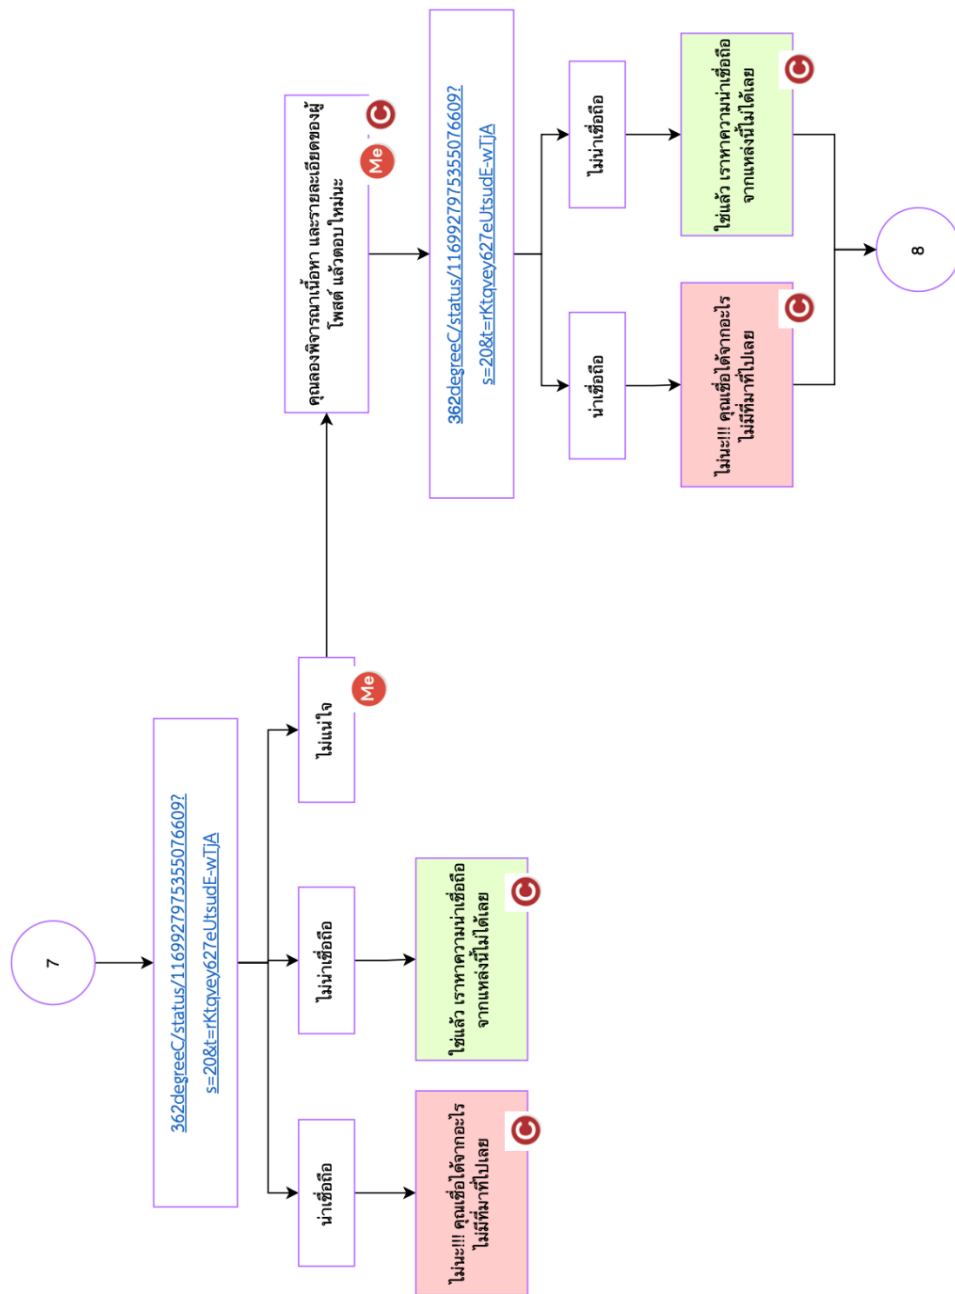 7
362degreeC/status/1169927975355076609?
s=20&t=rKtqvey627eUtsudE-wTjA
น่าเชื่อถือ
ไม่น่าเชื่อถือ
ไม่แน่ใจ
Me
ไม่นะ!!! คุณเชื่อได้จากอะไร
ไม่มีที่มาที่ไปเลย
C
ใช่แล้ว เราหาความน่าเชื่อถือ
จากแหล่งนี้ไม่ได้เลย
C
คุณลองพิจารณาเนื้อหา และรายละเอียดของผู้
โพสต์ แล้วตอบใหม่นะ
Me
C
362degreeC/status/1169927975355076609?
s=20&t=rKtqvey627eUtsudE-wTjA
น่าเชื่อถือ
ไม่น่าเชื่อถือ
ไม่นะ!!! คุณเชื่อได้จากอะไร
ไม่มีที่มาที่ไปเลย
C
ใช่แล้ว เราหาความน่าเชื่อถือ
จากแหล่งนี้ไม่ได้เลย
C
8